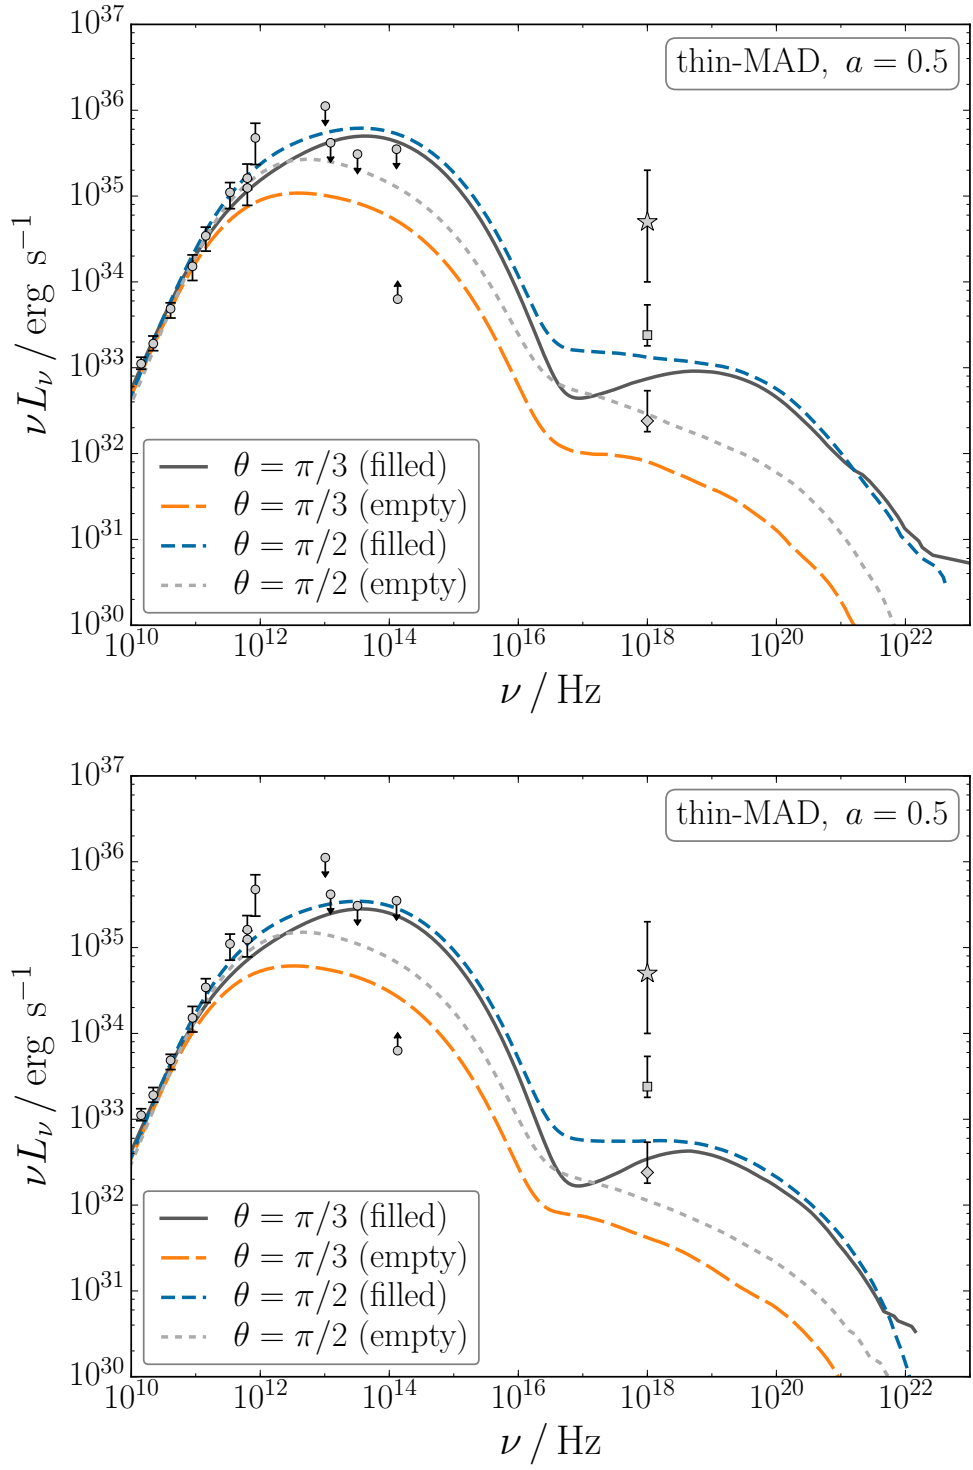 10^37
thin-MAD, a = 0.5
10^36
10^35
10^34
10^33
10^32
10^31
10^30
νL_ν / erg s^−1
θ = π/3 (filled)
θ = π/3 (empty)
θ = π/2 (filled)
θ = π/2 (empty)
10^10 10^12 10^14 10^16 10^18 10^20 10^22
ν / Hz
10^37
thin-MAD, a = 0.5
10^36
10^35
10^34
10^33
10^32
10^31
10^30
νL_ν / erg s^−1
θ = π/3 (filled)
θ = π/3 (empty)
θ = π/2 (filled)
θ = π/2 (empty)
10^10 10^12 10^14 10^16 10^18 10^20 10^22
ν / Hz